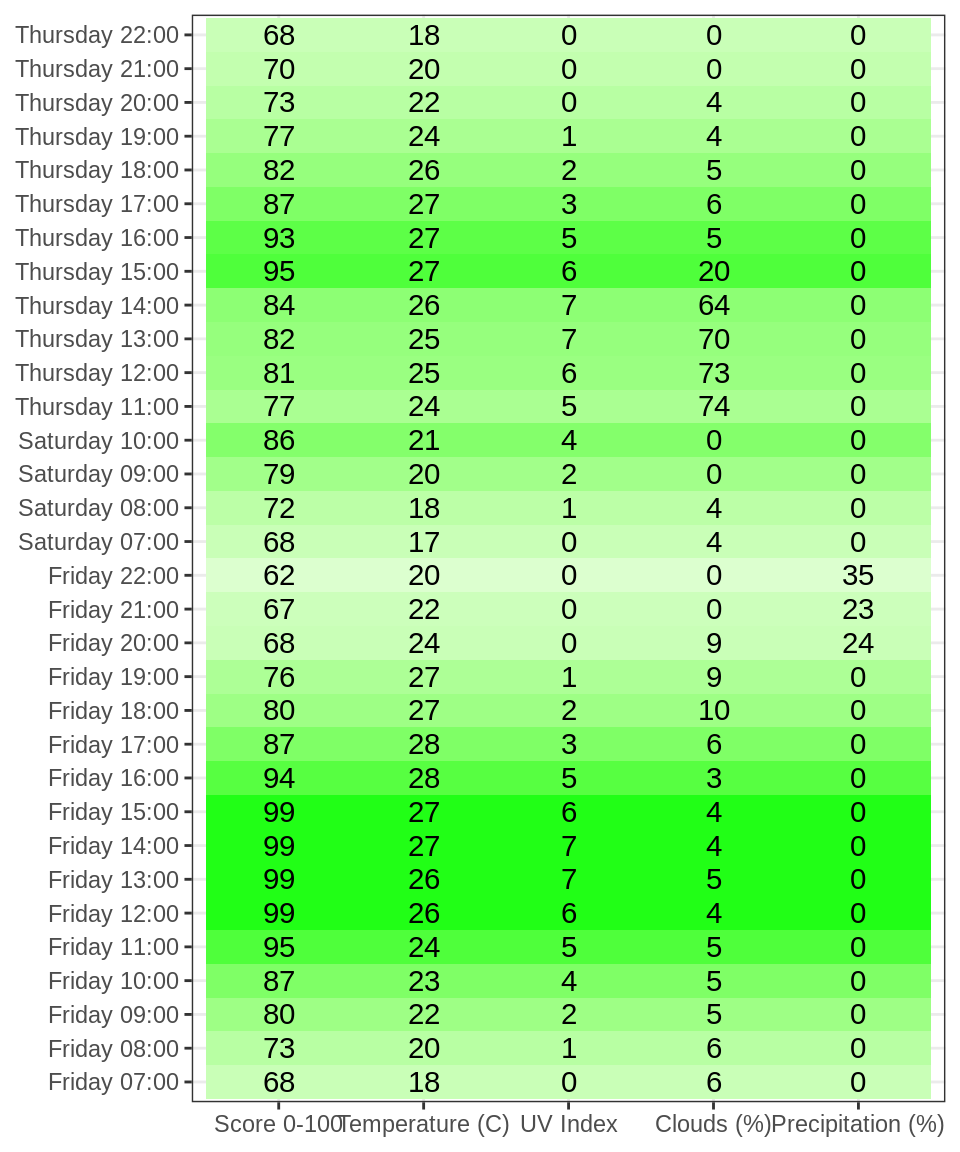 Thursday 22:00 68 18 0 0 0
Thursday 21:00 70 20 0 0 0
Thursday 20:00 73 22 0 4 0
Thursday 19:00 77 24 1 4 0
Thursday 18:00 82 26 2 5 0
Thursday 17:00 87 27 3 6 0
Thursday 16:00 93 27 5 5 0
Thursday 15:00 95 27 6 20 0
Thursday 14:00 84 26 7 64 0
Thursday 13:00 82 25 7 70 0
Thursday 12:00 81 25 6 73 0
Thursday 11:00 77 24 5 74 0
Saturday 10:00 86 21 4 0 0
Saturday 09:00 79 20 2 0 0
Saturday 08:00 72 18 1 4 0
Saturday 07:00 68 17 0 4 0
Friday 22:00 62 20 0 0 35
Friday 21:00 67 22 0 0 23
Friday 20:00 68 24 0 9 24
Friday 19:00 76 27 1 9 0
Friday 18:00 80 27 2 10 0
Friday 17:00 87 28 3 6 0
Friday 16:00 94 28 5 3 0
Friday 15:00 99 27 6 4 0
Friday 14:00 99 27 7 4 0
Friday 13:00 99 26 7 5 0
Friday 12:00 99 26 6 4 0
Friday 11:00 95 24 5 5 0
Friday 10:00 87 23 4 5 0
Friday 09:00 80 22 2 5 0
Friday 08:00 73 20 1 6 0
Friday 07:00 68 18 0 6 0
Score 0-100 Temperature (C) UV Index Clouds (%) Precipitation (%)